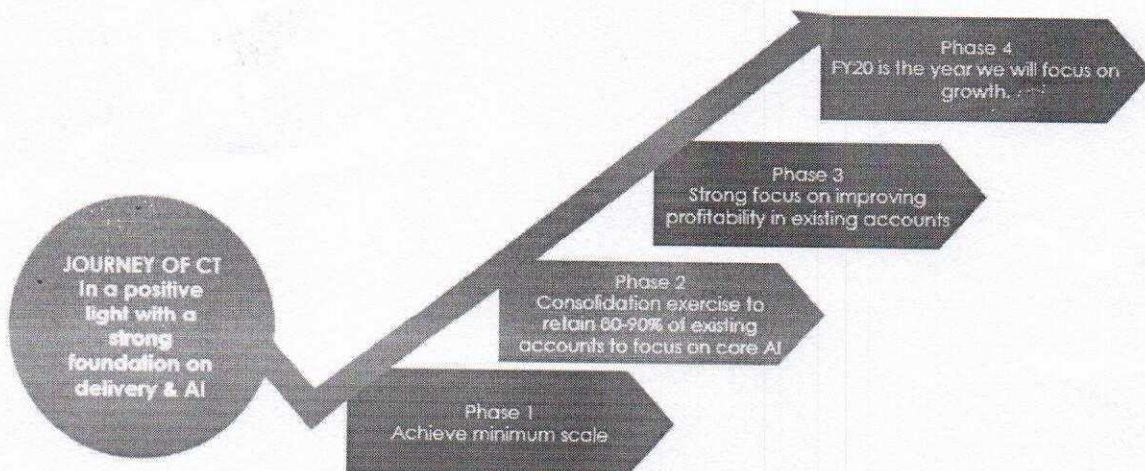 JOURNEY OF CT
In a positive
light with a
strong
foundation on
delivery & AI
Phase 1
Achieve minimum scale
Phase 2
Consolidation exercise to
retain 80-90% of existing
accounts to focus on core AI
Phase 3
Strong focus on improving
profitability in existing accounts
Phase 4
FY20 is the year we will focus on
growth.